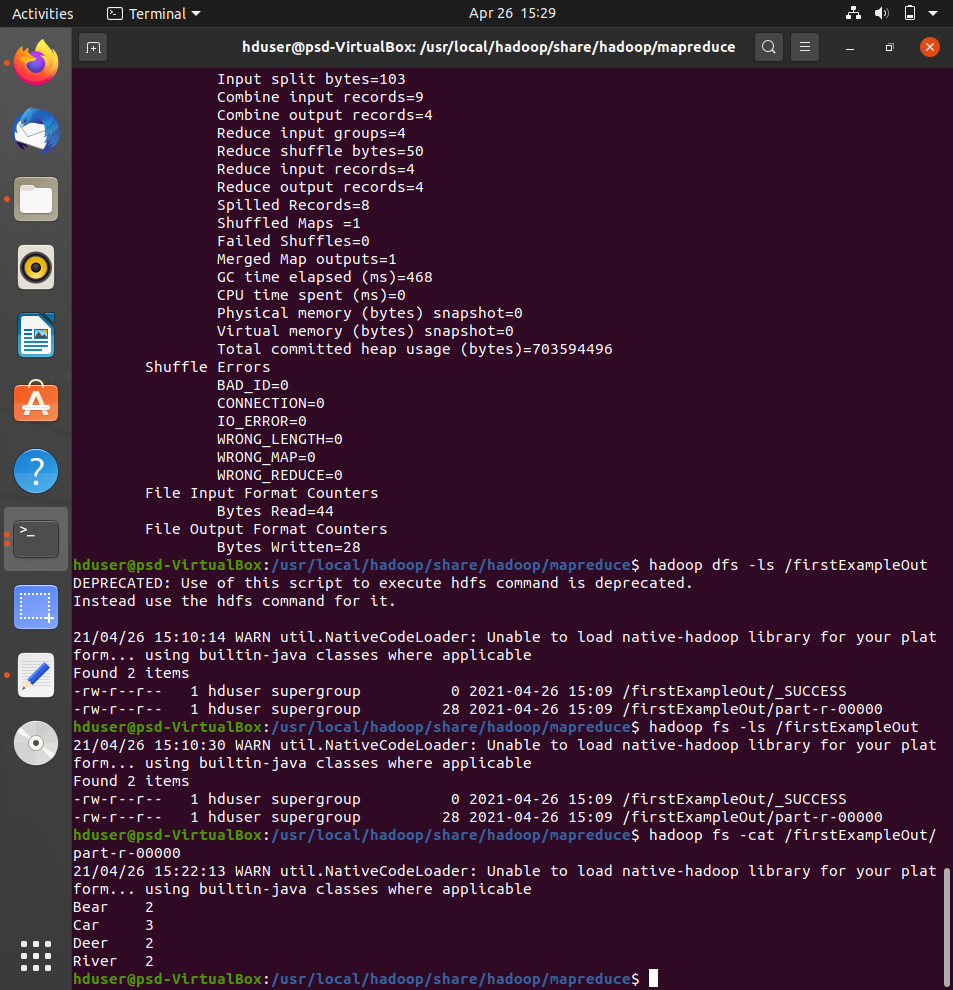 Activities Terminal Apr 26 15:29
hduser@psd-VirtualBox: /usr/local/hadoop/share/hadoop/mapreduce
Input split bytes=103
Combine input records=9
Combine output records=4
Reduce input groups=4
Reduce shuffle bytes=50
Reduce input records=4
Reduce output records=4
Spilled Records=8
Shuffled Maps =1
Failed Shuffles=0
Merged Map outputs=1
GC time elapsed (ms)=468
CPU time spent (ms)=0
Physical memory (bytes) snapshot=0
Virtual memory (bytes) snapshot=0
Total committed heap usage (bytes)=703594496
Shuffle Errors
BAD_ID=0
CONNECTION=0
IO_ERROR=0
WRONG_LENGTH=0
WRONG_MAP=0
WRONG_REDUCE=0
File Input Format Counters
Bytes Read=44
File Output Format Counters
Bytes Written=28
hduser@psd-VirtualBox:/usr/local/hadoop/share/hadoop/mapreduce$ hadoop dfs -ls /firstExampleOut
DEPRECATED: Use of this script to execute hdfs command is deprecated.
Instead use the hdfs command for it.
21/04/26 15:10:14 WARN util.NativeCodeLoader: Unable to load native-hadoop library for your plat
form... using builtin-java classes where applicable
Found 2 items
-rw-r--r-- 1 hduser supergroup 0 2021-04-26 15:09 /firstExampleOut/_SUCCESS
-rw-r--r-- 1 hduser supergroup 28 2021-04-26 15:09 /firstExampleOut/part-r-00000
hduser@psd-VirtualBox:/usr/local/hadoop/share/hadoop/mapreduce$ hadoop fs -ls /firstExampleOut
21/04/26 15:10:30 WARN util.NativeCodeLoader: Unable to load native-hadoop library for your plat
form... using builtin-java classes where applicable
Found 2 items
-rw-r--r-- 1 hduser supergroup 0 2021-04-26 15:09 /firstExampleOut/_SUCCESS
-rw-r--r-- 1 hduser supergroup 28 2021-04-26 15:09 /firstExampleOut/part-r-00000
hduser@psd-VirtualBox:/usr/local/hadoop/share/hadoop/mapreduce$ hadoop fs -cat /firstExampleOut/
part-r-00000
21/04/26 15:22:13 WARN util.NativeCodeLoader: Unable to load native-hadoop library for your plat
form... using builtin-java classes where applicable
Bear 2
Car 3
Deer 2
River 2
hduser@psd-VirtualBox:/usr/local/hadoop/share/hadoop/mapreduce$